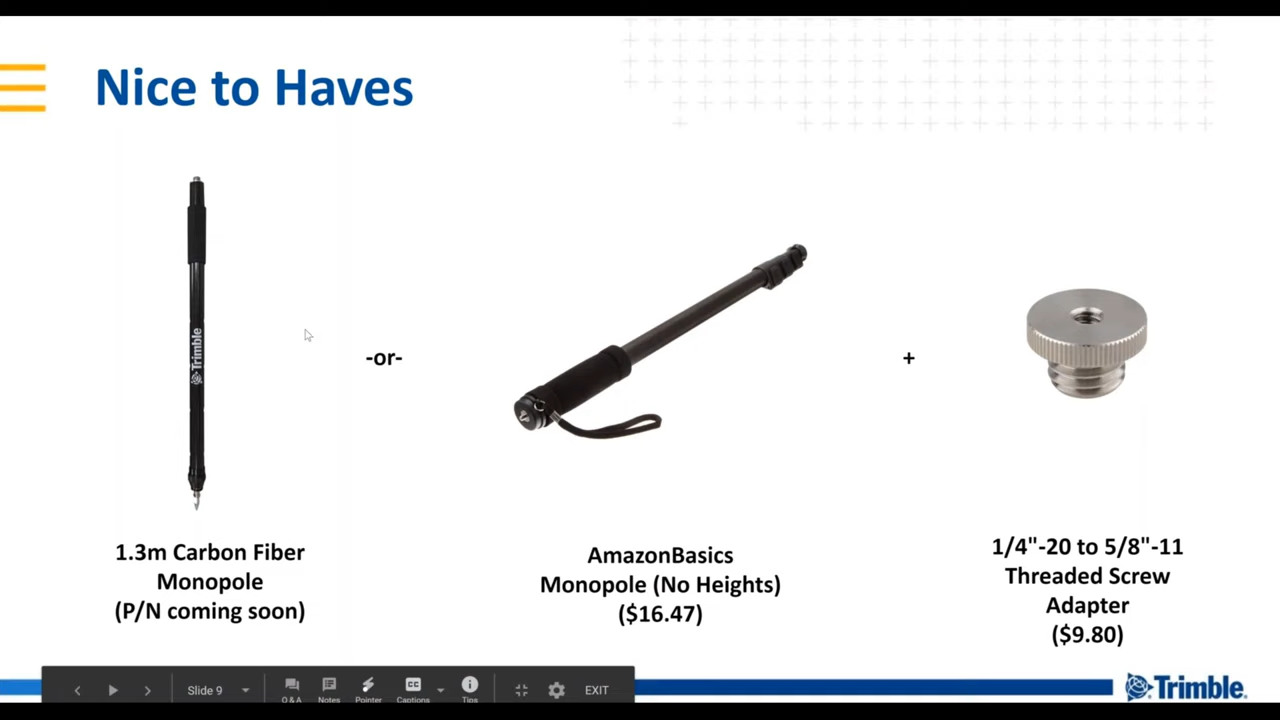 Nice to Haves
Trimble
-or-
+
1.3m Carbon Fiber
Monopole
(P/N coming soon)
AmazonBasics
Monopole (No Heights)
($16.47)
1/4"-20 to 5/8"-11
Threaded Screw
Adapter
($9.80)
Slide 9
Q & A
Notes
Pointer
CC
Captions
Tips
EXIT
Trimble.